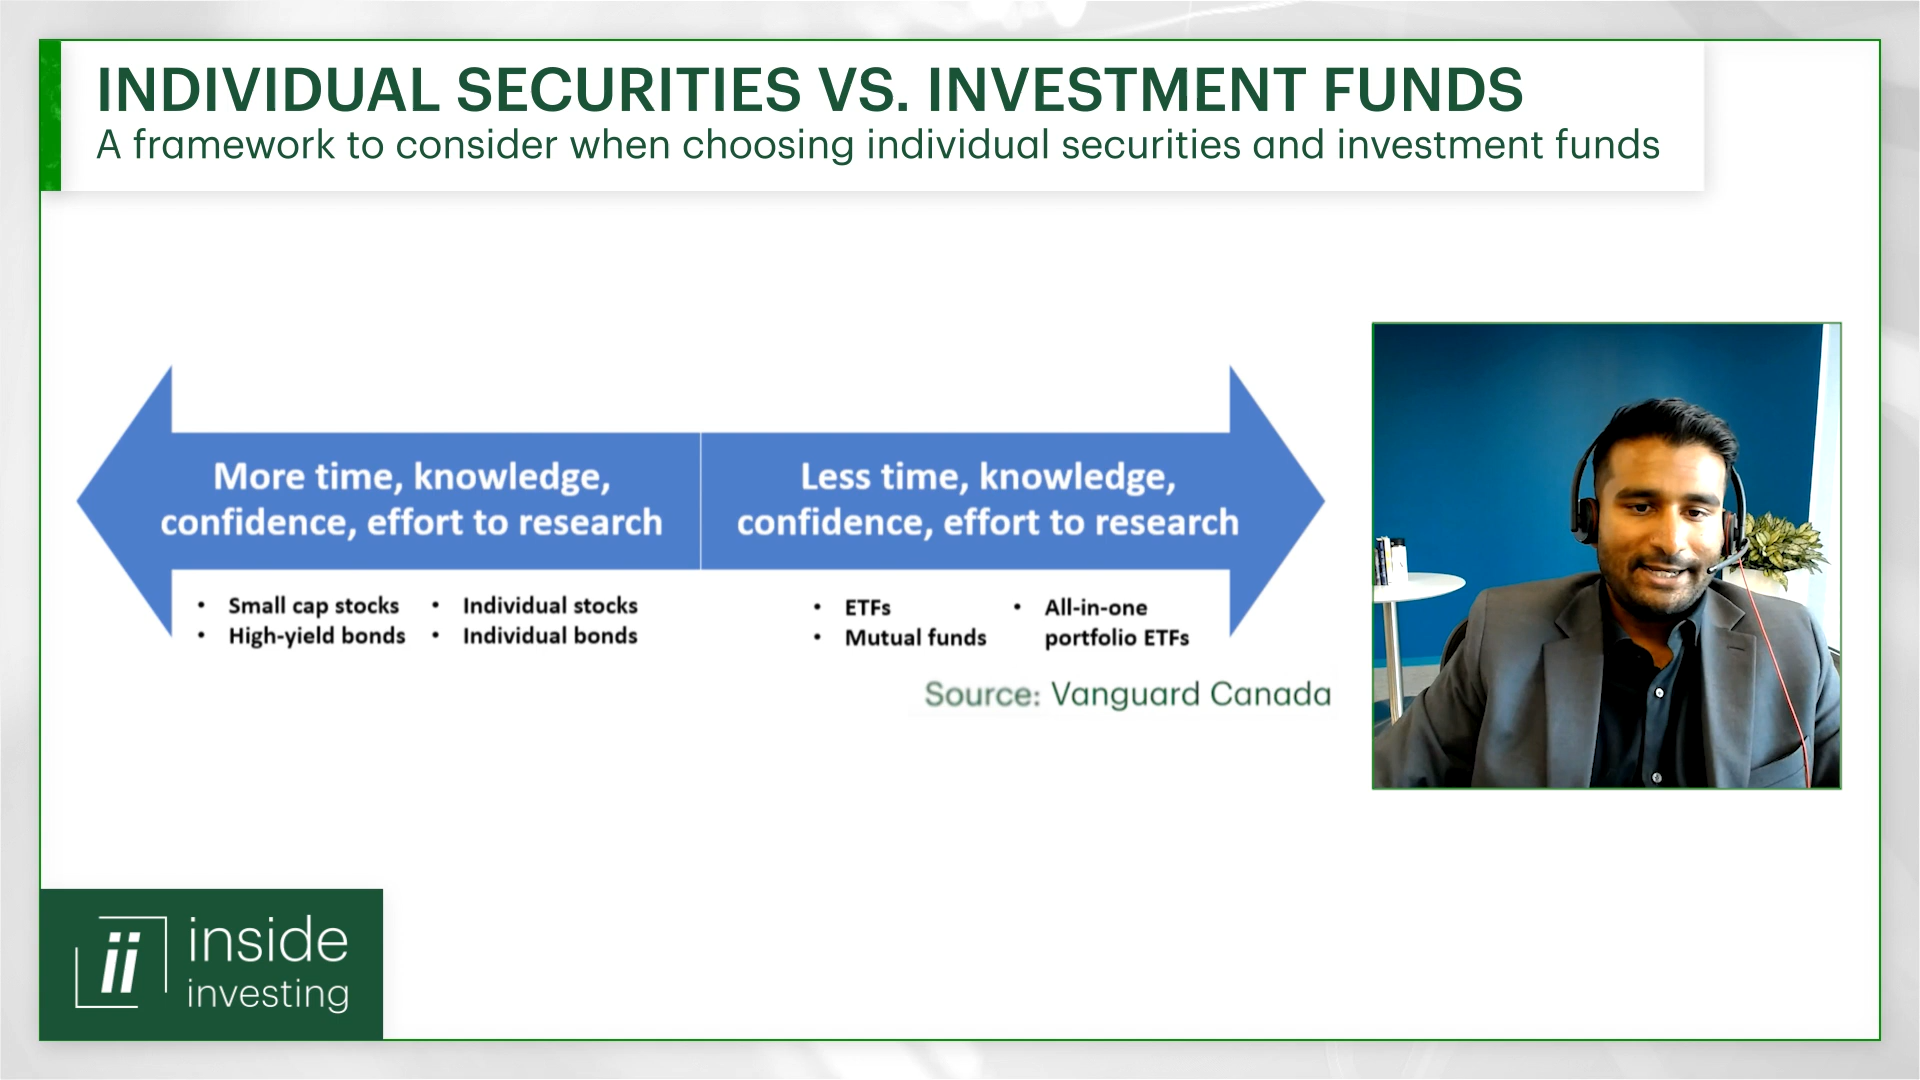 INDIVIDUAL SECURITIES VS. INVESTMENT FUNDS
A framework to consider when choosing individual securities and investment funds
More time, knowledge,
confidence, effort to research
Less time, knowledge,
confidence, effort to research
• Small cap stocks
• High-yield bonds
• Individual stocks
• Individual bonds
• ETFs
• Mutual funds
• All-in-one
portfolio ETFs
Source: Vanguard Canada
ii
inside
investing